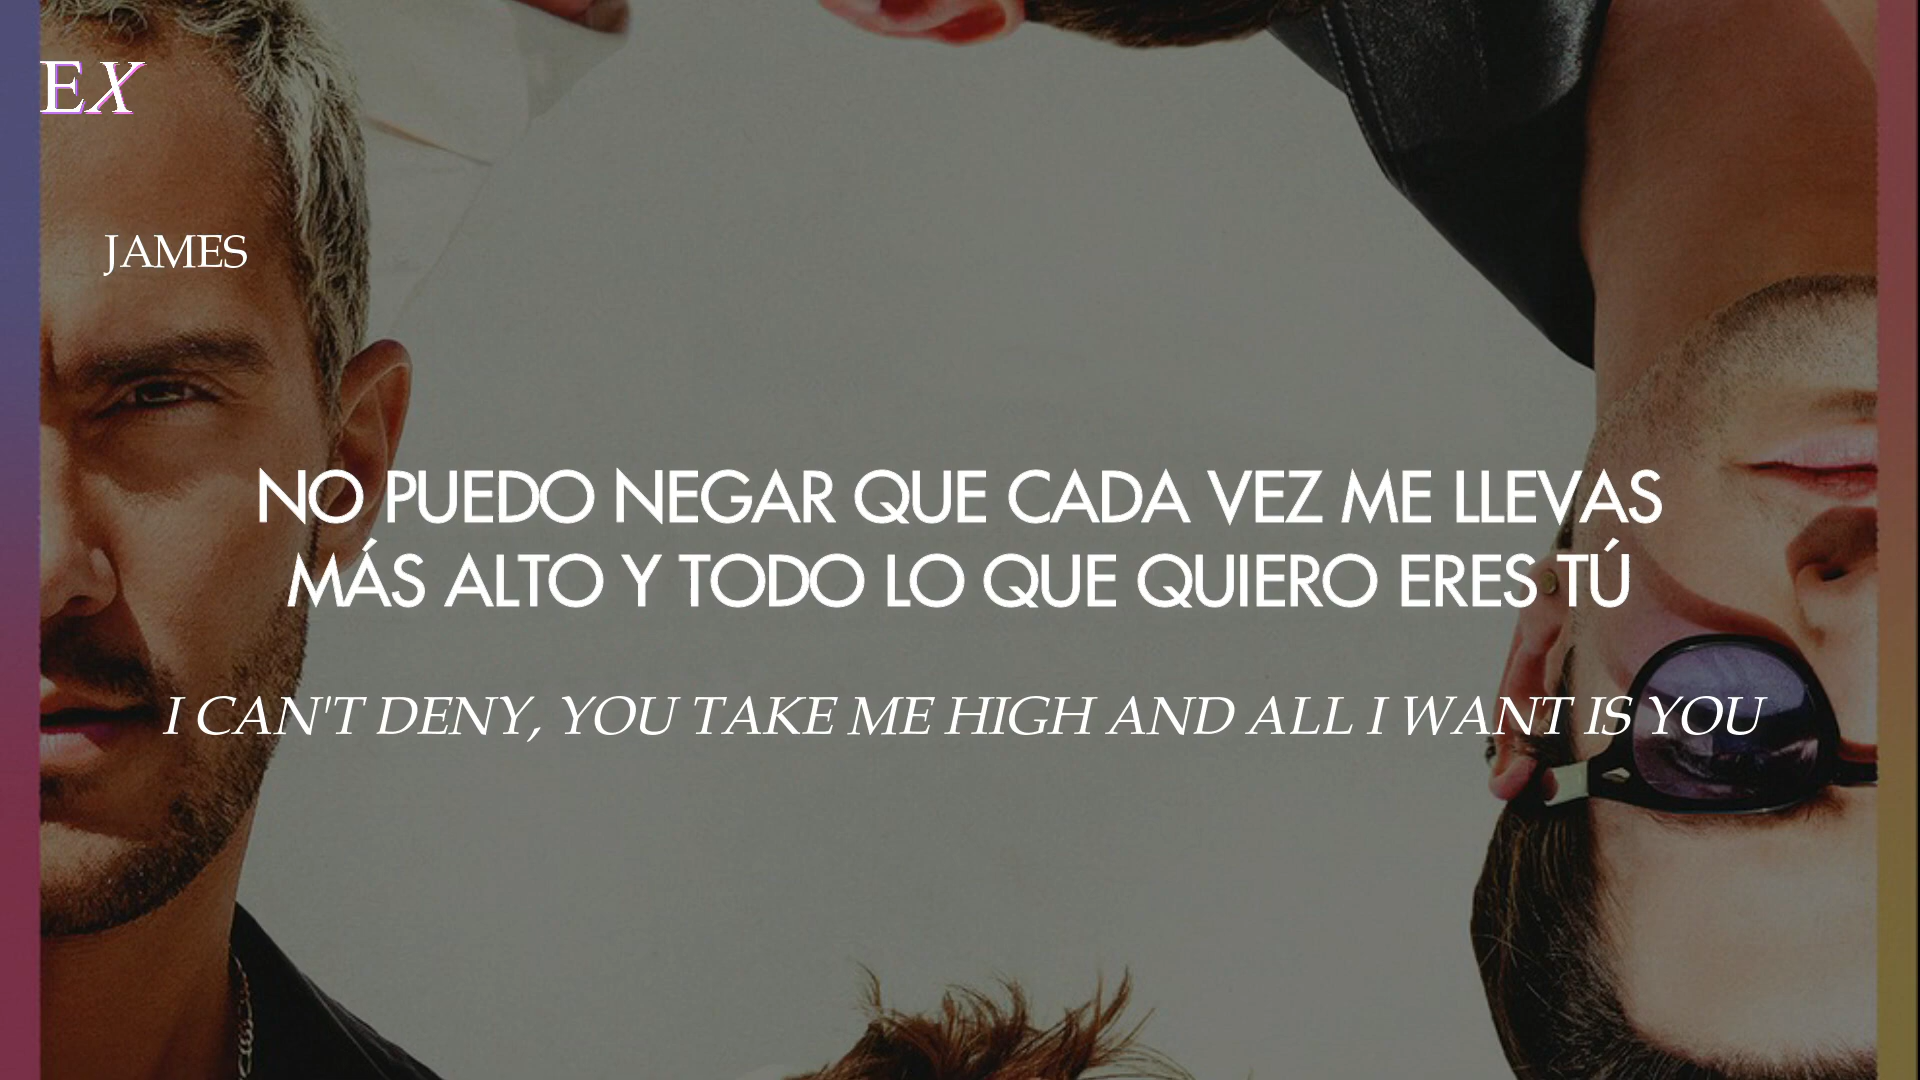 EX
JAMES
NO PUEDO NEGAR QUE CADA VEZ ME LLEVAS
MÁS ALTO Y TODO LO QUE QUIERO ERES TÚ
I CAN'T DENY, YOU TAKE ME HIGH AND ALL I WANT IS YOU